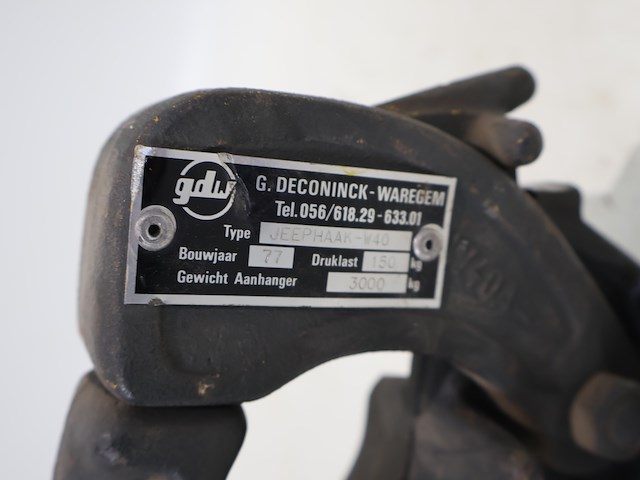 gdw
G. DECONINCK - WAREGEM
Tel. 056/618.29 - 633.01
Type JEEPHAAK-W40
Bouwjaar 77 Druklast 150 kg
Gewicht Aanhanger 3000 kg